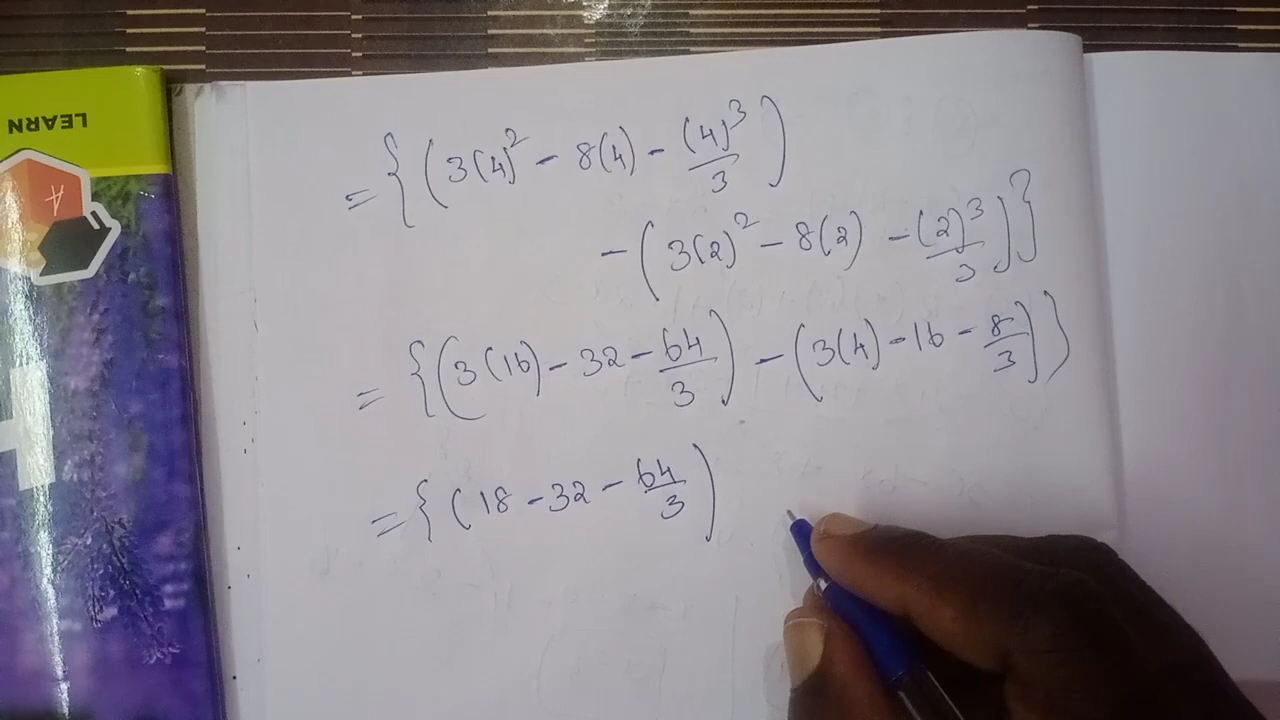 LEARN
A
= { (3(4)² - 8(4) - (4)³/3)
- (3(2)² - 8(2) - (2)³/3) }
= { (3(16) - 32 - 64/3) - (3(4) - 16 - 8/3) }
= { (18 - 32 - 64/3)